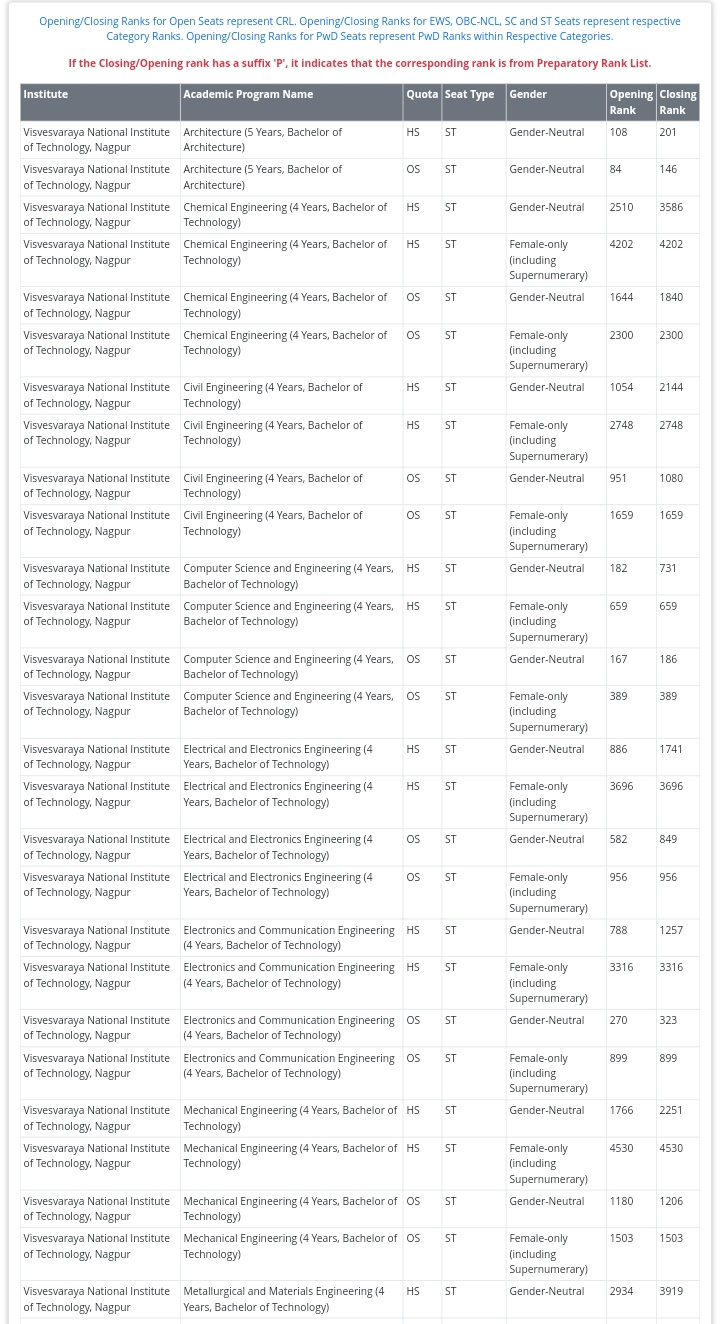 Opening/Closing Ranks for Open Seats represent CRL. Opening/Closing Ranks for EWS, OBC-NCL, SC and ST Seats represent respective
Category Ranks. Opening/Closing Ranks for PwD Seats represent PwD Ranks within Respective Categories.
If the Closing/Opening rank has a suffix 'P', it indicates that the corresponding rank is from Preparatory Rank List.
Institute Academic Program Name Quota Seat Type Gender Opening Closing
Rank Rank
Visvesvaraya National Institute Architecture (5 Years, Bachelor of HS ST Gender-Neutral 108 201
of Technology, Nagpur Architecture)
Visvesvaraya National Institute Architecture (5 Years, Bachelor of OS ST Gender-Neutral 84 146
of Technology, Nagpur Architecture)
Visvesvaraya National Institute Chemical Engineering (4 Years, Bachelor of HS ST Gender-Neutral 2510 3586
of Technology, Nagpur Technology)
Visvesvaraya National Institute Chemical Engineering (4 Years, Bachelor of HS ST Female-only 4202 4202
of Technology, Nagpur Technology) (including
Supernumerary)
Visvesvaraya National Institute Chemical Engineering (4 Years, Bachelor of OS ST Gender-Neutral 1644 1840
of Technology, Nagpur Technology)
Visvesvaraya National Institute Chemical Engineering (4 Years, Bachelor of OS ST Female-only 2300 2300
of Technology, Nagpur Technology) (including
Supernumerary)
Visvesvaraya National Institute Civil Engineering (4 Years, Bachelor of HS ST Gender-Neutral 1054 2144
of Technology, Nagpur Technology)
Visvesvaraya National Institute Civil Engineering (4 Years, Bachelor of HS ST Female-only 2748 2748
of Technology, Nagpur Technology) (including
Supernumerary)
Visvesvaraya National Institute Civil Engineering (4 Years, Bachelor of OS ST Gender-Neutral 951 1080
of Technology, Nagpur Technology)
Visvesvaraya National Institute Civil Engineering (4 Years, Bachelor of OS ST Female-only 1659 1659
of Technology, Nagpur Technology) (including
Supernumerary)
Visvesvaraya National Institute Computer Science and Engineering (4 Years, HS ST Gender-Neutral 182 731
of Technology, Nagpur Bachelor of Technology)
Visvesvaraya National Institute Computer Science and Engineering (4 Years, HS ST Female-only 659 659
of Technology, Nagpur Bachelor of Technology) (including
Supernumerary)
Visvesvaraya National Institute Computer Science and Engineering (4 Years, OS ST Gender-Neutral 167 186
of Technology, Nagpur Bachelor of Technology)
Visvesvaraya National Institute Computer Science and Engineering (4 Years, OS ST Female-only 389 389
of Technology, Nagpur Bachelor of Technology) (including
Supernumerary)
Visvesvaraya National Institute Electrical and Electronics Engineering (4 HS ST Gender-Neutral 886 1741
of Technology, Nagpur Years, Bachelor of Technology)
Visvesvaraya National Institute Electrical and Electronics Engineering (4 HS ST Female-only 3696 3696
of Technology, Nagpur Years, Bachelor of Technology) (including
Supernumerary)
Visvesvaraya National Institute Electrical and Electronics Engineering (4 OS ST Gender-Neutral 582 849
of Technology, Nagpur Years, Bachelor of Technology)
Visvesvaraya National Institute Electrical and Electronics Engineering (4 OS ST Female-only 956 956
of Technology, Nagpur Years, Bachelor of Technology) (including
Supernumerary)
Visvesvaraya National Institute Electronics and Communication Engineering HS ST Gender-Neutral 788 1257
of Technology, Nagpur (4 Years, Bachelor of Technology)
Visvesvaraya National Institute Electronics and Communication Engineering HS ST Female-only 3316 3316
of Technology, Nagpur (4 Years, Bachelor of Technology) (including
Supernumerary)
Visvesvaraya National Institute Electronics and Communication Engineering OS ST Gender-Neutral 270 323
of Technology, Nagpur (4 Years, Bachelor of Technology)
Visvesvaraya National Institute Electronics and Communication Engineering OS ST Female-only 899 899
of Technology, Nagpur (4 Years, Bachelor of Technology) (including
Supernumerary)
Visvesvaraya National Institute Mechanical Engineering (4 Years, Bachelor of HS ST Gender-Neutral 1766 2251
of Technology, Nagpur Technology)
Visvesvaraya National Institute Mechanical Engineering (4 Years, Bachelor of HS ST Female-only 4530 4530
of Technology, Nagpur Technology) (including
Supernumerary)
Visvesvaraya National Institute Mechanical Engineering (4 Years, Bachelor of OS ST Gender-Neutral 1180 1206
of Technology, Nagpur Technology)
Visvesvaraya National Institute Mechanical Engineering (4 Years, Bachelor of OS ST Female-only 1503 1503
of Technology, Nagpur Technology) (including
Supernumerary)
Visvesvaraya National Institute Metallurgical and Materials Engineering (4 HS ST Gender-Neutral 2934 3919
of Technology, Nagpur Years, Bachelor of Technology)